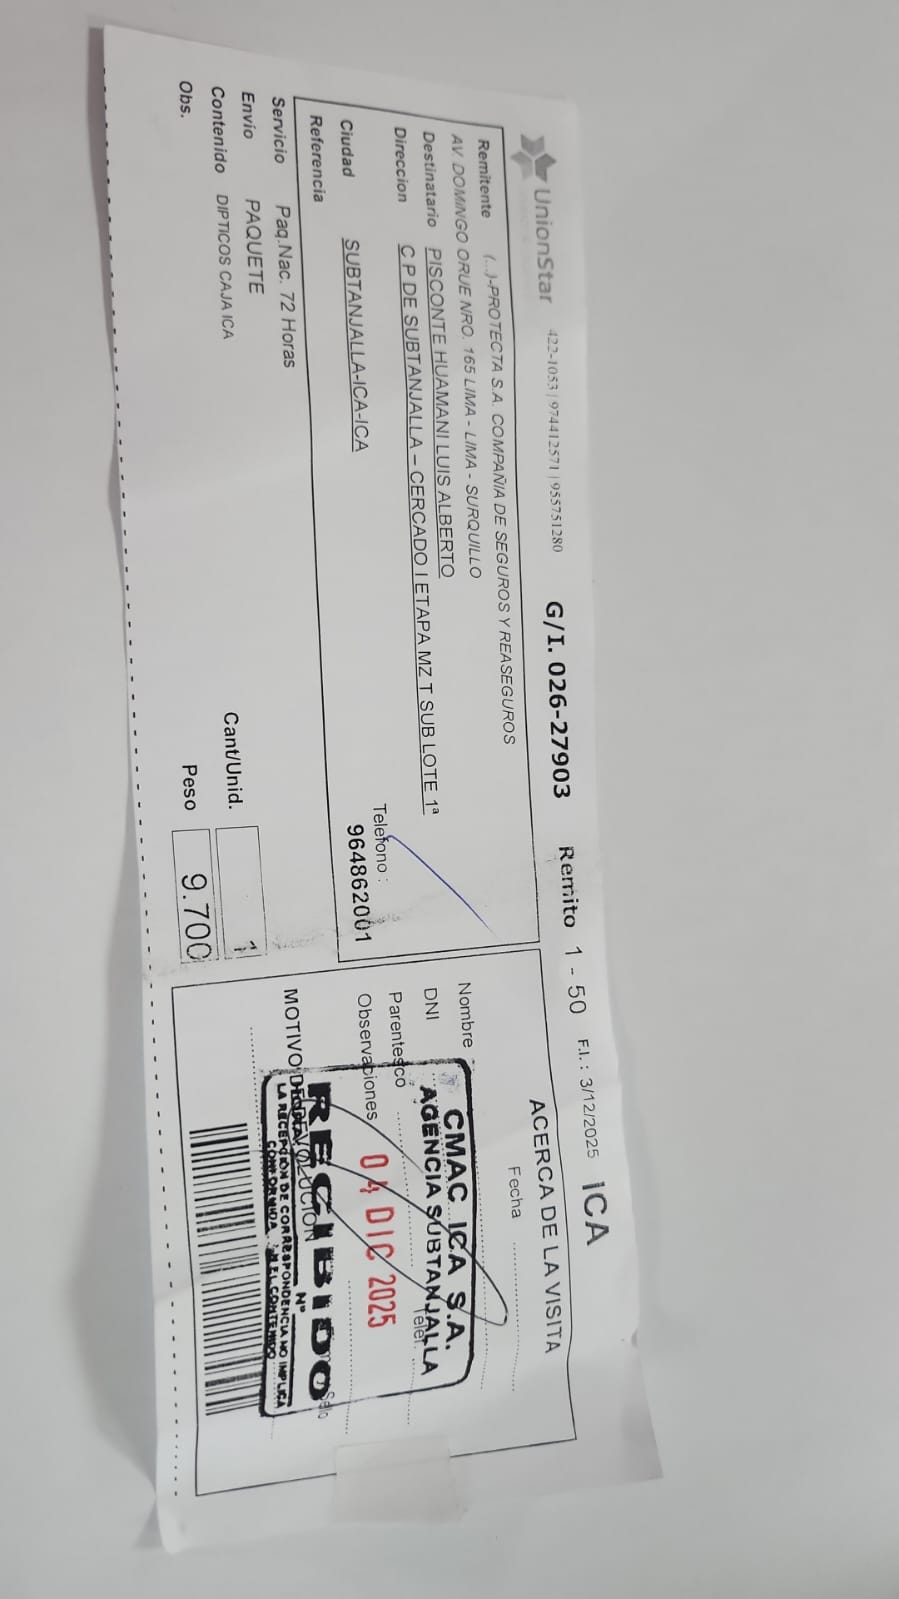 UnionStar 422-1053 | 974412571 | 955751280 G/I. 026-27903 Remito 1 - 50 F.I.: 3/12/2025 ICA
Remitente (...)-PROTECTA S.A. COMPAÑIA DE SEGUROS Y REASEGUROS
AV. DOMINGO ORUE NRO. 165 LIMA - LIMA - SURQUILLO
Destinatario PISCONTE HUAMANI LUIS ALBERTO
Direccion C P DE SUBTANJALLA – CERCADO I ETAPA MZ T SUB LOTE 1ª
Ciudad SUBTANJALLA-ICA-ICA
Telefono :
964862001
Referencia
Servicio Paq.Nac. 72 Horas
Envío PAQUETE
Contenido DIPTICOS CAJA ICA
Obs.
Cant/Unid. 1
Peso 9.700
ACERCA DE LA VISITA
Fecha
Nombre
DNI
Telef.
Parentesco
Observaciones
Sello
MOTIVO DE DEVOLUCION
CMAC ICA S.A.
AGENCIA SUBTANJALLA
04 DIC 2025
RECIBIDO
N°
LA RECEPCION DE CORRESPONDENCIA NO IMPLICA
CONFORMIDAD EN EL CONTENIDO